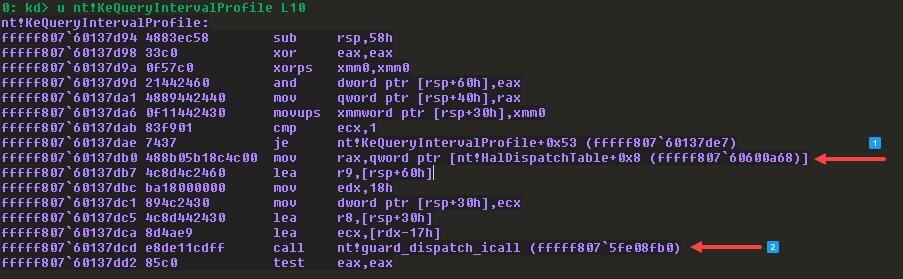 0: kd> u nt!KeQueryIntervalProfile L10
nt!KeQueryIntervalProfile:
fffff807`60137d94 4883ec58 sub rsp,58h
fffff807`60137d98 33c0 xor eax,eax
fffff807`60137d9a 0f57c0 xorps xmm0,xmm0
fffff807`60137d9d 21442460 and dword ptr [rsp+60h],eax
fffff807`60137da1 4889442440 mov qword ptr [rsp+40h],rax
fffff807`60137da6 0f11442430 movups xmmword ptr [rsp+30h],xmm0
fffff807`60137dab 83f901 cmp ecx,1
fffff807`60137dae 7437 je nt!KeQueryIntervalProfile+0x53 (fffff807`60137de7)
1
fffff807`60137db0 488b05b18c4c00 mov rax,qword ptr [nt!HalDispatchTable+0x8 (fffff807`60600a68)]
fffff807`60137db7 4c8d4c2460 lea r9,[rsp+60h]
fffff807`60137dbc ba18000000 mov edx,18h
fffff807`60137dc1 894c2430 mov dword ptr [rsp+30h],ecx
fffff807`60137dc5 4c8d442430 lea r8,[rsp+30h]
fffff807`60137dca 8d4ae9 lea ecx,[rdx-17h]
fffff807`60137dcd e8de11cdff call nt!guard_dispatch_icall (fffff807`5fe08fb0)
2
fffff807`60137dd2 85c0 test eax,eax